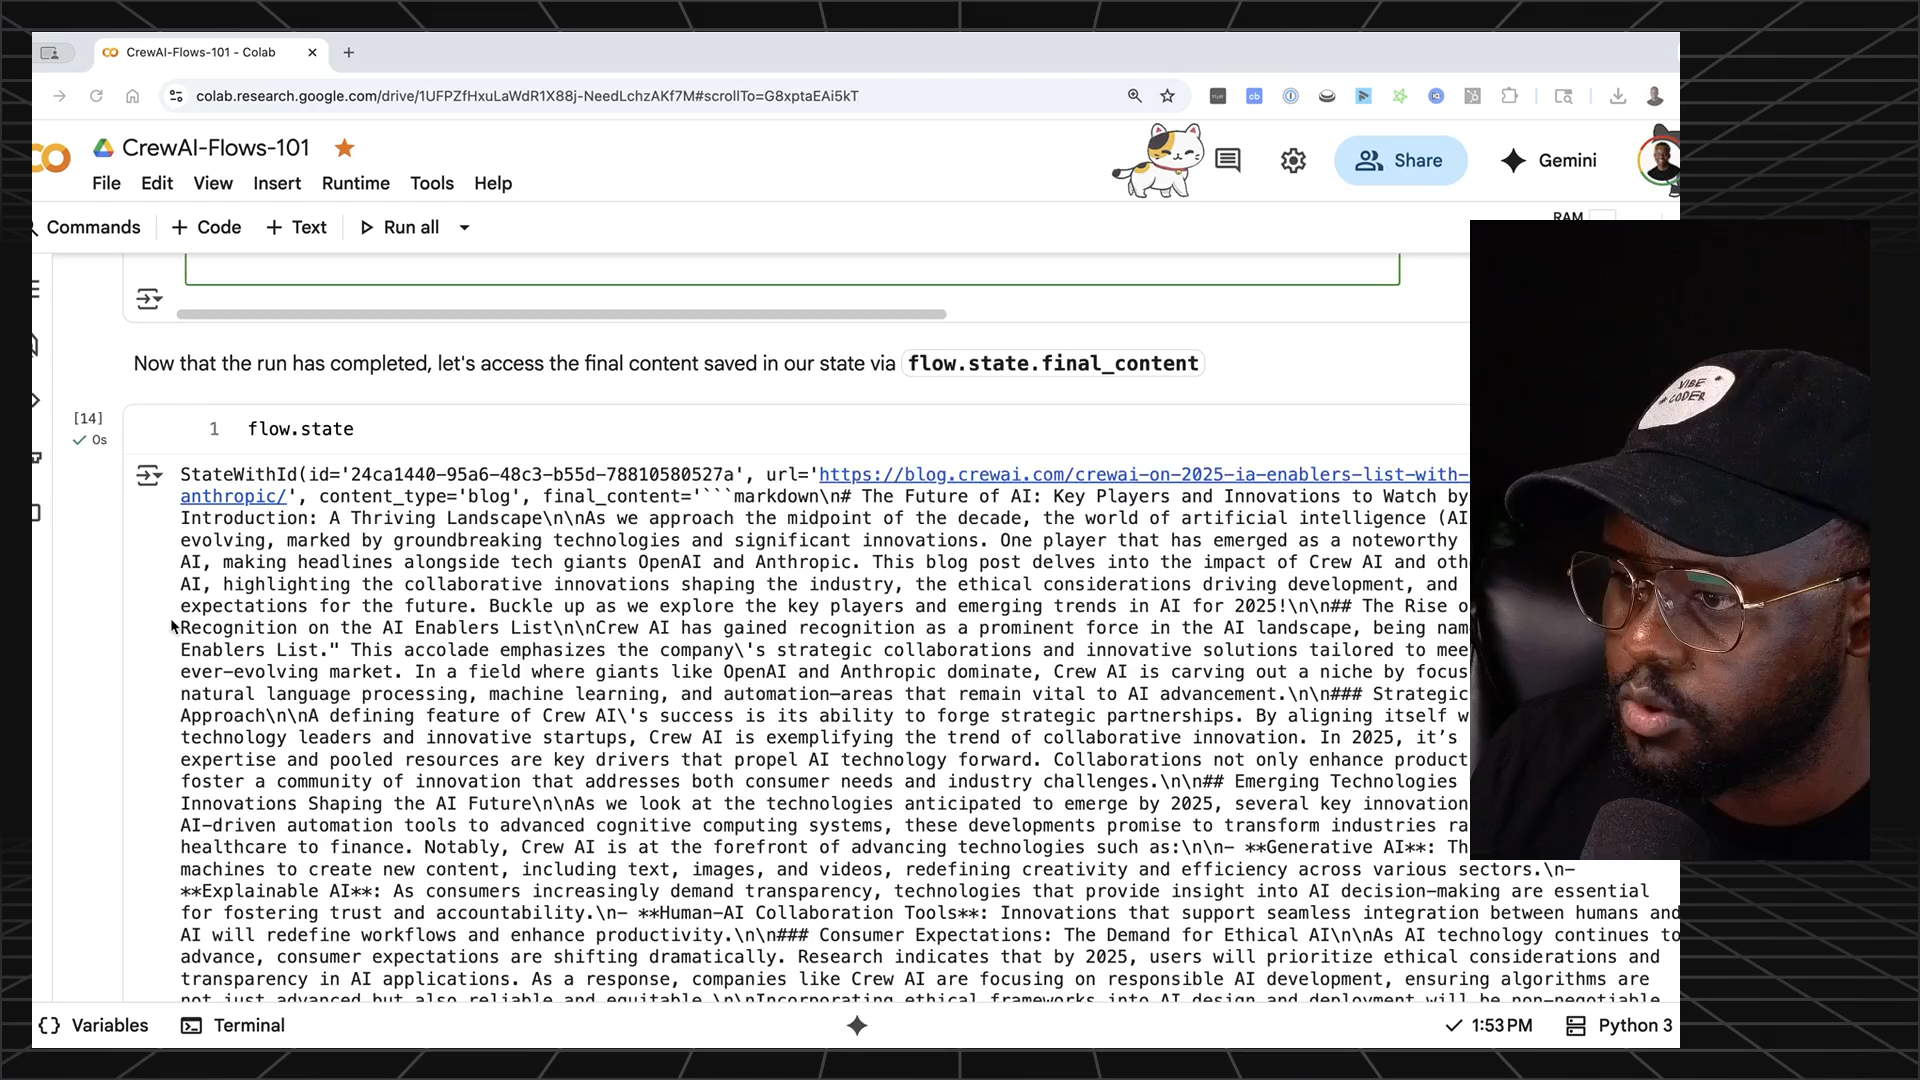 CrewAI-Flows-101 - Colab
colab.research.google.com/drive/1UFPZfHxuLaWdR1X88j-NeedLchzAKf7M#scrollTo=G8xptaEAi5kT
CrewAI-Flows-101
Share
Gemini
File Edit View Insert Runtime Tools Help
Commands + Code + Text Run all
RAM
Now that the run has completed, let's access the final content saved in our state via flow.state.final_content
[14]
0s
1 flow.state
StateWithId(id='24ca1440-95a6-48c3-b55d-78810580527a', url='https://blog.crewai.com/crewai-on-2025-ia-enablers-list-with-
anthropic/', content_type='blog', final_content='```markdown\n# The Future of AI: Key Players and Innovations to Watch by
Introduction: A Thriving Landscape\n\nAs we approach the midpoint of the decade, the world of artificial intelligence (AI
evolving, marked by groundbreaking technologies and significant innovations. One player that has emerged as a noteworthy
AI, making headlines alongside tech giants OpenAI and Anthropic. This blog post delves into the impact of Crew AI and oth
AI, highlighting the collaborative innovations shaping the industry, the ethical considerations driving development, and
expectations for the future. Buckle up as we explore the key players and emerging trends in AI for 2025!\n\n## The Rise o
Recognition on the AI Enablers List\n\nCrew AI has gained recognition as a prominent force in the AI landscape, being nam
Enablers List." This accolade emphasizes the company\'s strategic collaborations and innovative solutions tailored to mee
ever-evolving market. In a field where giants like OpenAI and Anthropic dominate, Crew AI is carving out a niche by focus
natural language processing, machine learning, and automation—areas that remain vital to AI advancement.\n\n### Strategic
Approach\n\nA defining feature of Crew AI\'s success is its ability to forge strategic partnerships. By aligning itself w
technology leaders and innovative startups, Crew AI is exemplifying the trend of collaborative innovation. In 2025, it’s
expertise and pooled resources are key drivers that propel AI technology forward. Collaborations not only enhance product
foster a community of innovation that addresses both consumer needs and industry challenges.\n\n## Emerging Technologies
Innovations Shaping the AI Future\n\nAs we look at the technologies anticipated to emerge by 2025, several key innovation
AI-driven automation tools to advanced cognitive computing systems, these developments promise to transform industries ra
healthcare to finance. Notably, Crew AI is at the forefront of advancing technologies such as:\n\n- **Generative AI**: Th
machines to create new content, including text, images, and videos, redefining creativity and efficiency across various sectors.\n-
**Explainable AI**: As consumers increasingly demand transparency, technologies that provide insight into AI decision-making are essential
for fostering trust and accountability.\n- **Human-AI Collaboration Tools**: Innovations that support seamless integration between humans and
AI will redefine workflows and enhance productivity.\n\n### Consumer Expectations: The Demand for Ethical AI\n\nAs AI technology continues to
advance, consumer expectations are shifting dramatically. Research indicates that by 2025, users will prioritize ethical considerations and
transparency in AI applications. As a response, companies like Crew AI are focusing on responsible AI development, ensuring algorithms are
not just advanced but also reliable and equitable.\n\nIncorporating ethical frameworks into AI design and deployment will be non-negotiable
VIBE
CODER
Variables Terminal
1:53 PM Python 3